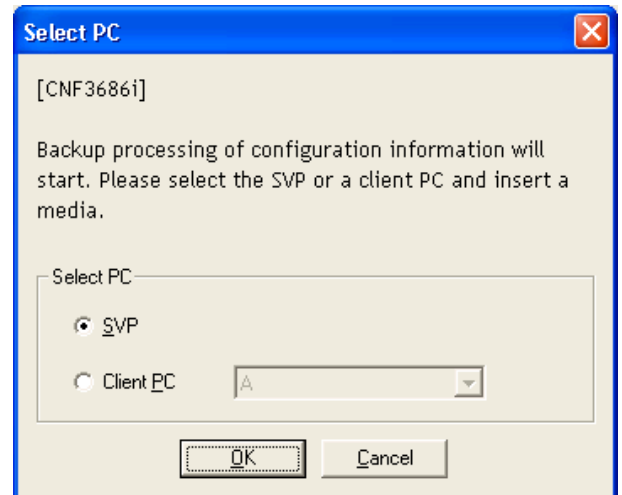 Select PC
[CNF3686i]
Backup processing of configuration information will
start. Please select the SVP or a client PC and insert a
media.
Select PC
SVP
Client PC A
OK Cancel